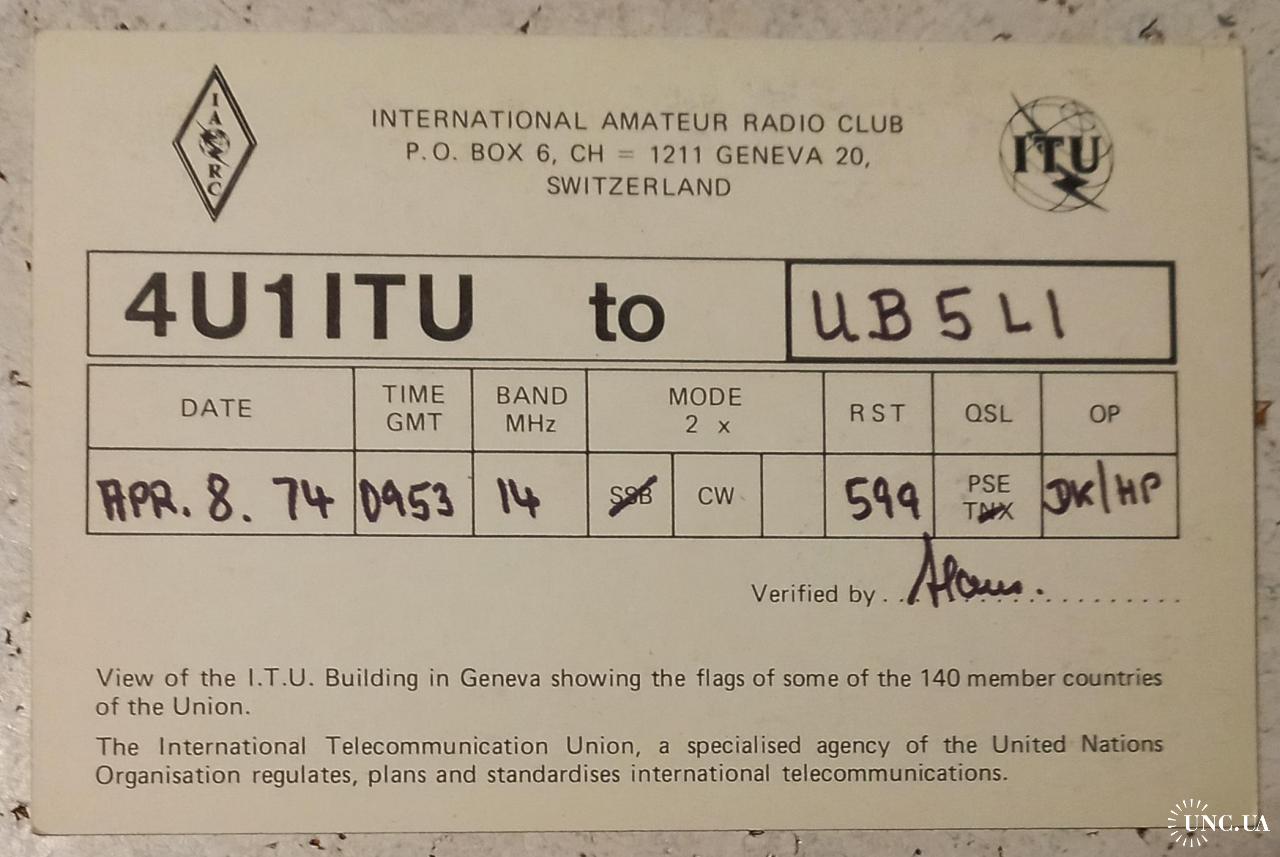 IARC
INTERNATIONAL AMATEUR RADIO CLUB
P.O. BOX 6, CH = 1211 GENEVA 20,
SWITZERLAND
ITU
4U1ITU to UB5LI
DATE TIME GMT BAND MHz MODE 2 x RST QSL OP
APR. 8. 74 0953 14 SSB CW 599 PSE TNX DK/HP
Verified by
View of the I.T.U. Building in Geneva showing the flags of some of the 140 member countries
of the Union.
The International Telecommunication Union, a specialised agency of the United Nations
Organisation regulates, plans and standardises international telecommunications.
UNC.UA